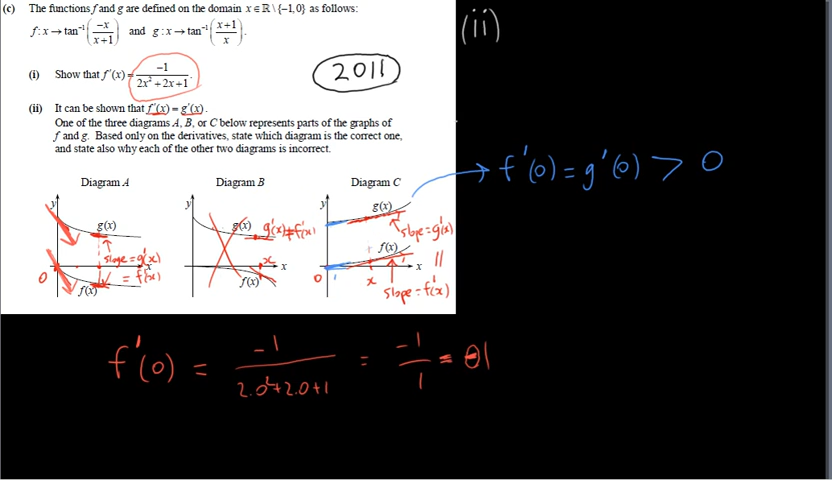 (c) The functions f and g are defined on the domain x ∈ ℝ \ {−1,0} as follows:
f : x → tan⁻¹(−x/(x+1)) and g : x → tan⁻¹((x+1)/x).
(i) Show that f′(x) = −1/(2x² + 2x + 1).
2011
(ii)
(ii) It can be shown that f′(x) = g′(x).
One of the three diagrams A, B, or C below represents parts of the graphs of
f and g. Based only on the derivatives, state which diagram is the correct one,
and state also why each of the other two diagrams is incorrect.
f′(0) = g′(0) > 0
Diagram A
y
g(x)
slope = g′(x)
= f′(x)
x
0
f(x)
Diagram B
y
g(x)
g′(x) ≠ f′(x)
x
x
f(x)
Diagram C
y
g(x)
slope = g′(x)
f(x)
||
0
x
x
slope = f′(x)
f′(0) = −1/(2.0² + 2.0 + 1) = −1/1 = −1